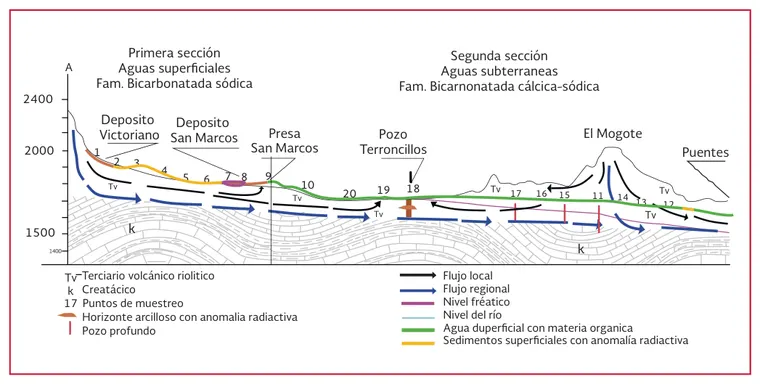 Primera sección
Aguas superficiales
Fam. Bicarbonatada sódica
Segunda sección
Aguas subterraneas
Fam. Bicarnonatada cálcica-sódica
A
2400
2000
1500
1400
Deposito
Victoriano
Deposito
San Marcos
Presa
San Marcos
Pozo
Terroncillos
El Mogote
Puentes
1
2
3
4
5
6
7
8
9
10
20
19
18
17
16
15
11
14
13
12
Tv
Tv
Tv
Tv
Tv
Tv
k
k
Tv Terciario volcánico riolitico
k Creatácico
17 Puntos de muestreo
Horizonte arcilloso con anomalia radiactiva
Pozo profundo
Flujo local
Flujo regional
Nivel fréatico
Nivel del río
Agua duperficial con materia organica
Sedimentos superficiales con anomalía radiactiva